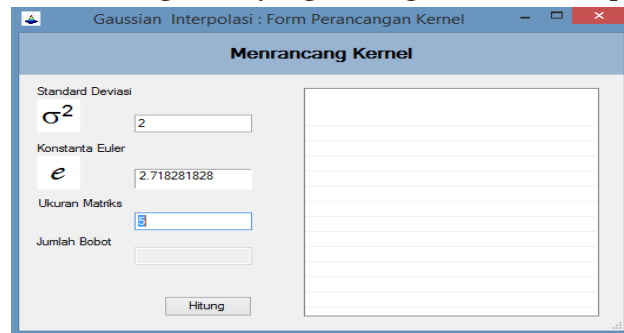 Gaussian Interpolasi : Form Perancangan Kernel
Menrancang Kernel
Standard Deviasi
σ2
2
Konstanta Euler
e
2.718281828
Ukuran Matriks
5
Jumlah Bobot
Hitung